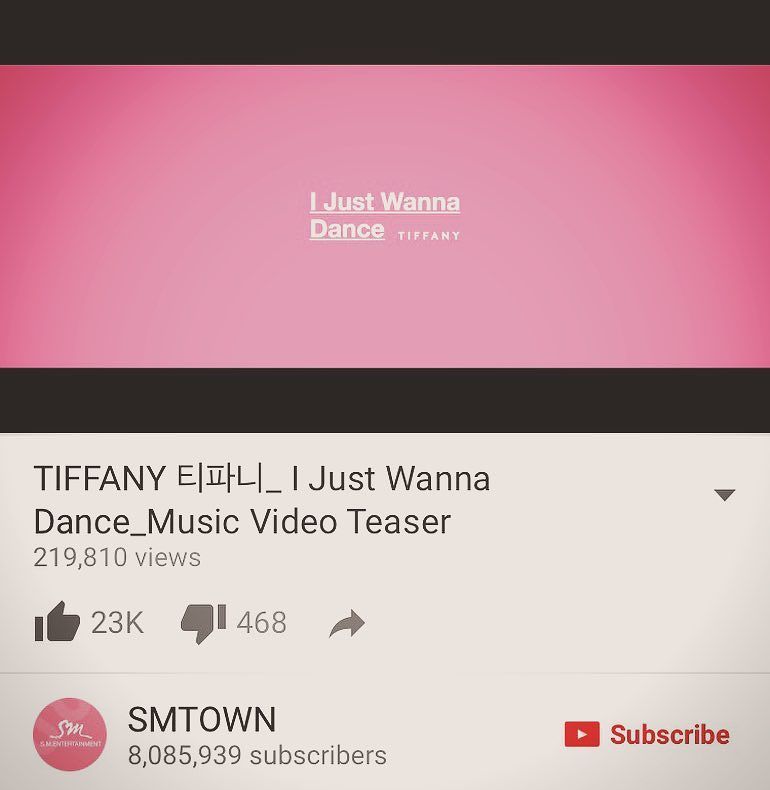 I Just Wanna
Dance TIFFANY
TIFFANY 티파니_ I Just Wanna
Dance_Music Video Teaser
219,810 views
23K 468
SM
S.M.ENTERTAINMENT
SMTOWN
8,085,939 subscribers
Subscribe